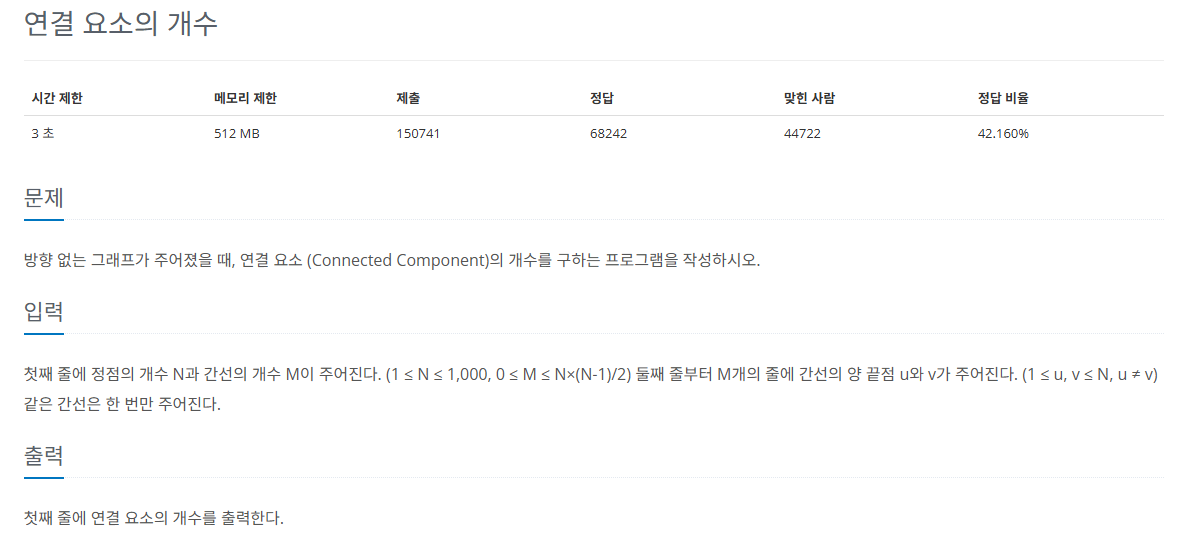 연결 요소의 개수
시간 제한 메모리 제한 제출 정답 맞힌 사람 정답 비율
3 초 512 MB 150741 68242 44722 42.160%
문제
방향 없는 그래프가 주어졌을 때, 연결 요소 (Connected Component)의 개수를 구하는 프로그램을 작성하시오.
입력
첫째 줄에 정점의 개수 N과 간선의 개수 M이 주어진다. (1 ≤ N ≤ 1,000, 0 ≤ M ≤ N×(N-1)/2) 둘째 줄부터 M개의 줄에 간선의 양 끝점 u와 v가 주어진다. (1 ≤ u, v ≤ N, u ≠ v)
같은 간선은 한 번만 주어진다.
출력
첫째 줄에 연결 요소의 개수를 출력한다.